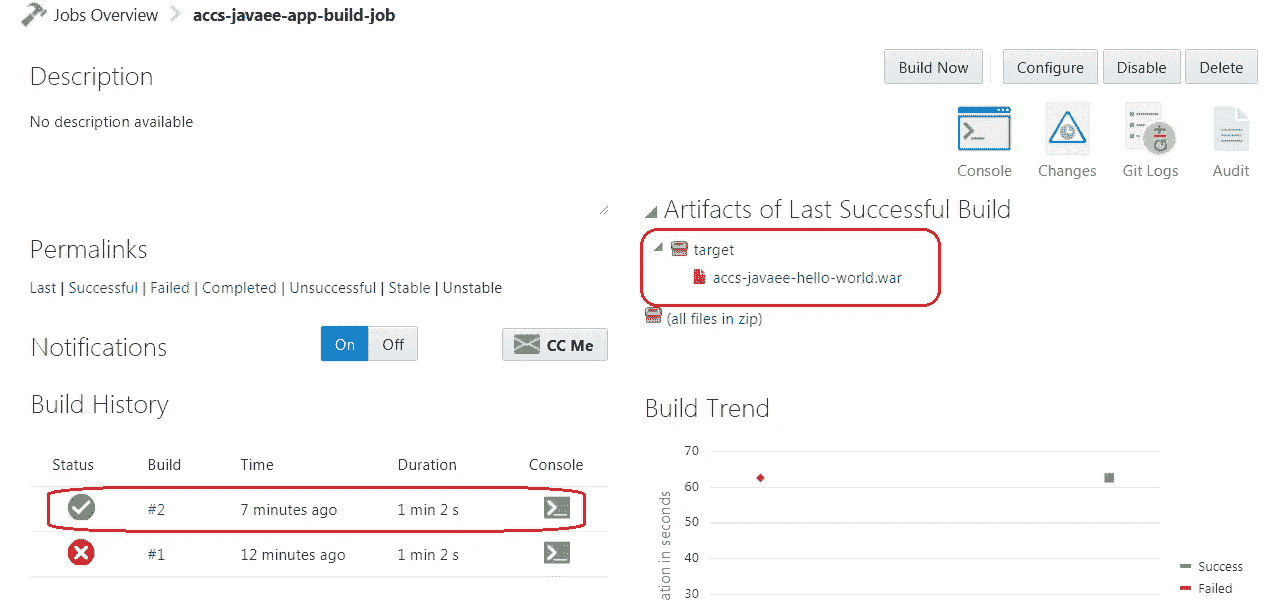 Jobs Overview > accs-javaee-app-build-job
Build Now Configure Disable Delete
Description
No description available
Console Changes Git Logs Audit
Artifacts of Last Successful Build
target
accs-javaee-hello-world.war
(all files in zip)
Permalinks
Last | Successful | Failed | Completed | Unsuccessful | Stable | Unstable
Notifications On Off CC Me
Build History
Status Build Time Duration Console
#2 7 minutes ago 1 min 2 s
#1 12 minutes ago 1 min 2 s
Build Trend
70
60
50
40
30
ation in seconds
Success
Failed